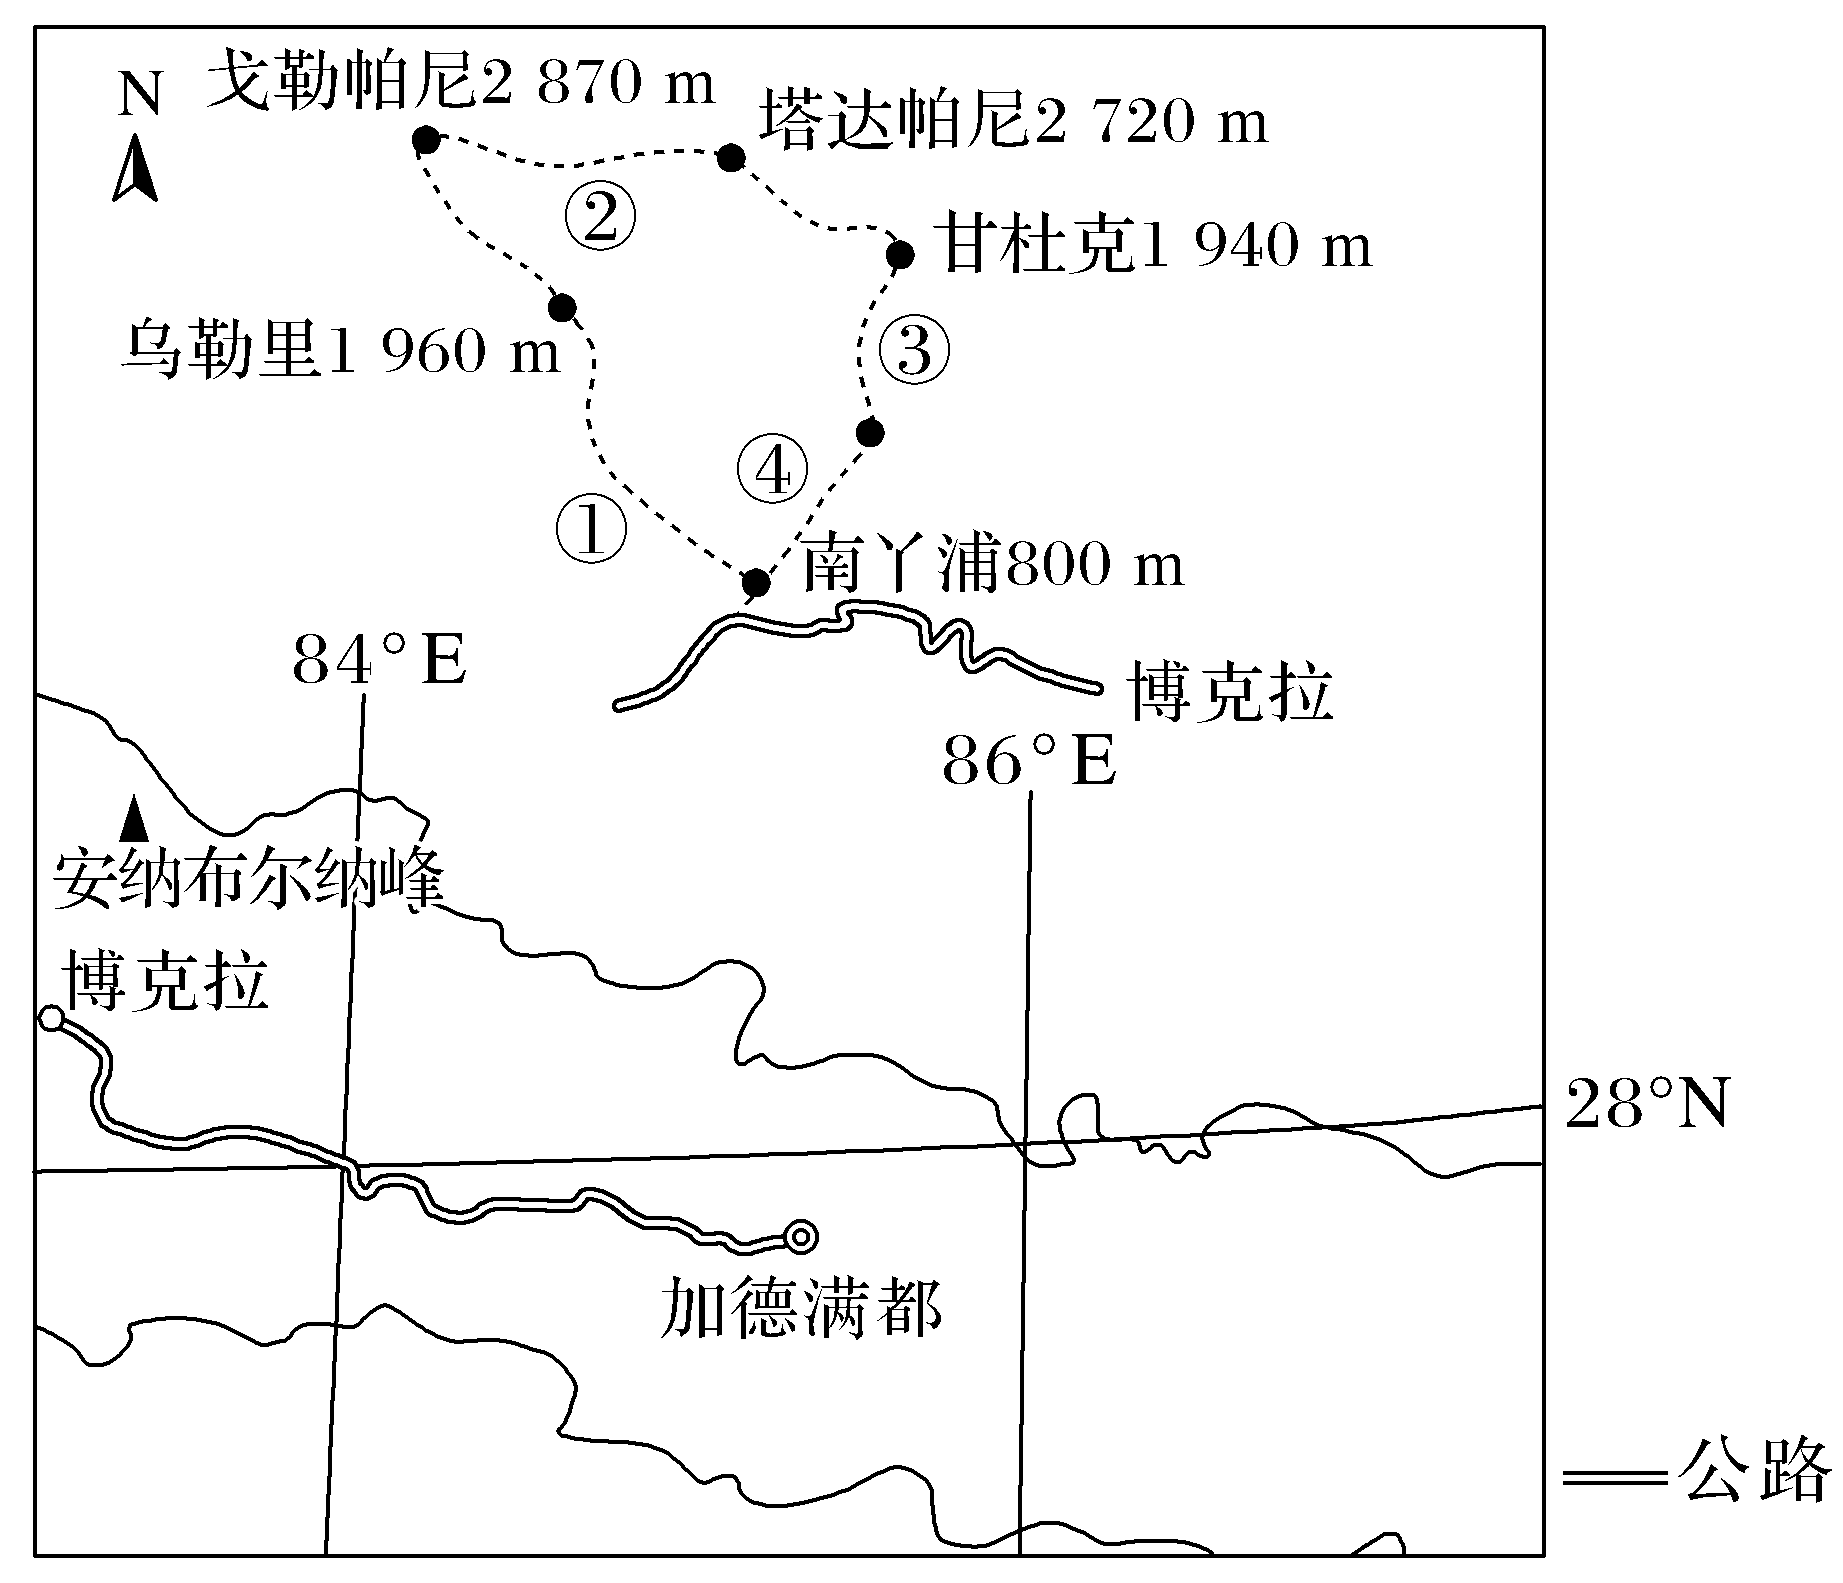 N
戈勒帕尼2 870 m
塔达帕尼2 720 m
②
甘杜克1 940 m
乌勒里1 960 m
③
④
①
南丫浦800 m
84°E
博克拉
86°E
安纳布尔纳峰
博克拉
28°N
加德满都
公路